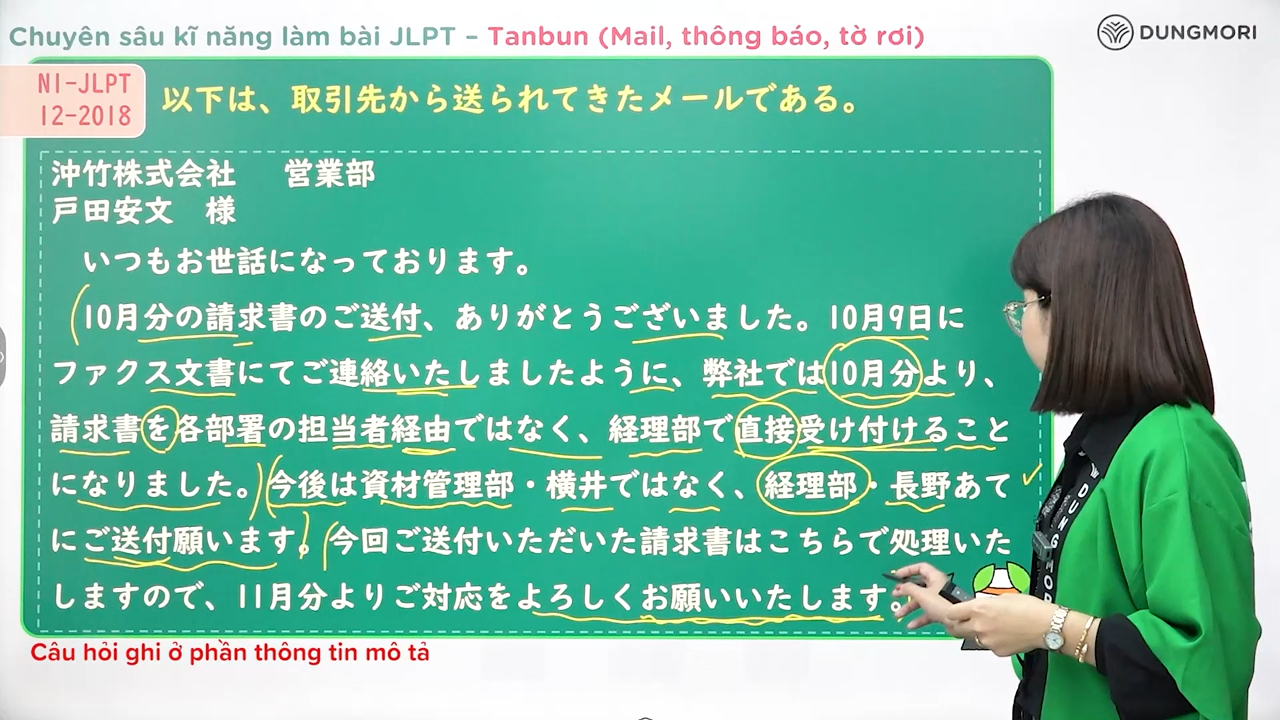 Chuyên sâu kĩ năng làm bài JLPT – Tanbun (Mail, thông báo, tờ rơi)
DUNGMORI
N1-JLPT
12-2018
以下は、取引先から送られてきたメールである。
沖竹株式会社 営業部
戸田安文 様
いつもお世話になっております。
10月分の請求書のご送付、ありがとうございました。10月9日に
ファクス文書にてご連絡いたしましたように、弊社では10月分より、
請求書を各部署の担当者経由ではなく、経理部で直接受け付けること
になりました。今後は資材管理部・横井ではなく、経理部・長野あて
にご送付願います。今回ご送付いただいた請求書はこちらで処理いた
しますので、11月分よりご対応をよろしくお願いいたします。
Câu hỏi ghi ở phần thông tin mô tả